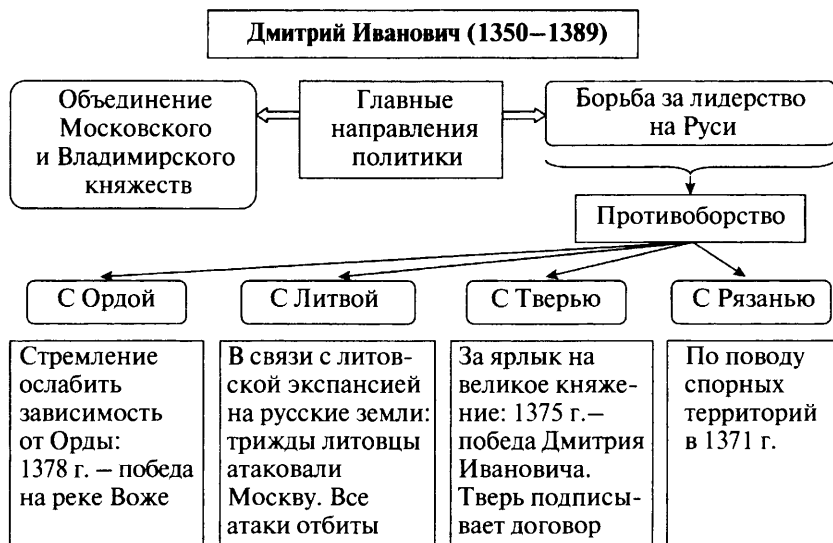 Дмитрий Иванович (1350–1389)
Объединение
Московского
и Владимирского
княжеств
Главные
направления
политики
Борьба за лидерство
на Руси
Противоборство
С Ордой
С Литвой
С Тверью
С Рязанью
Стремление
ослабить
зависимость
от Орды:
1378 г. – победа
на реке Воже
В связи с литов-
ской экспансией
на русские земли:
трижды литовцы
атаковали
Москву. Все
атаки отбиты
За ярлык на
великое княже-
ние: 1375 г.–
победа Дмитрия
Ивановича.
Тверь подписы-
вает договор
По поводу
спорных
территорий
в 1371 г.